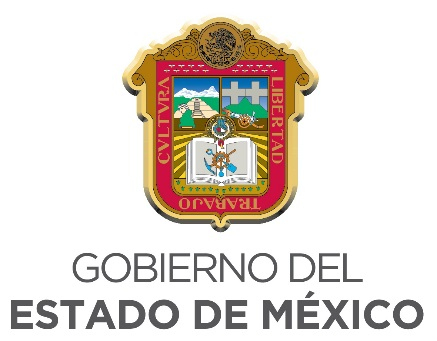 CVLTVRA
LIBERTAD
TRABAJO
GOBIERNO DEL
ESTADO DE MÉXICO